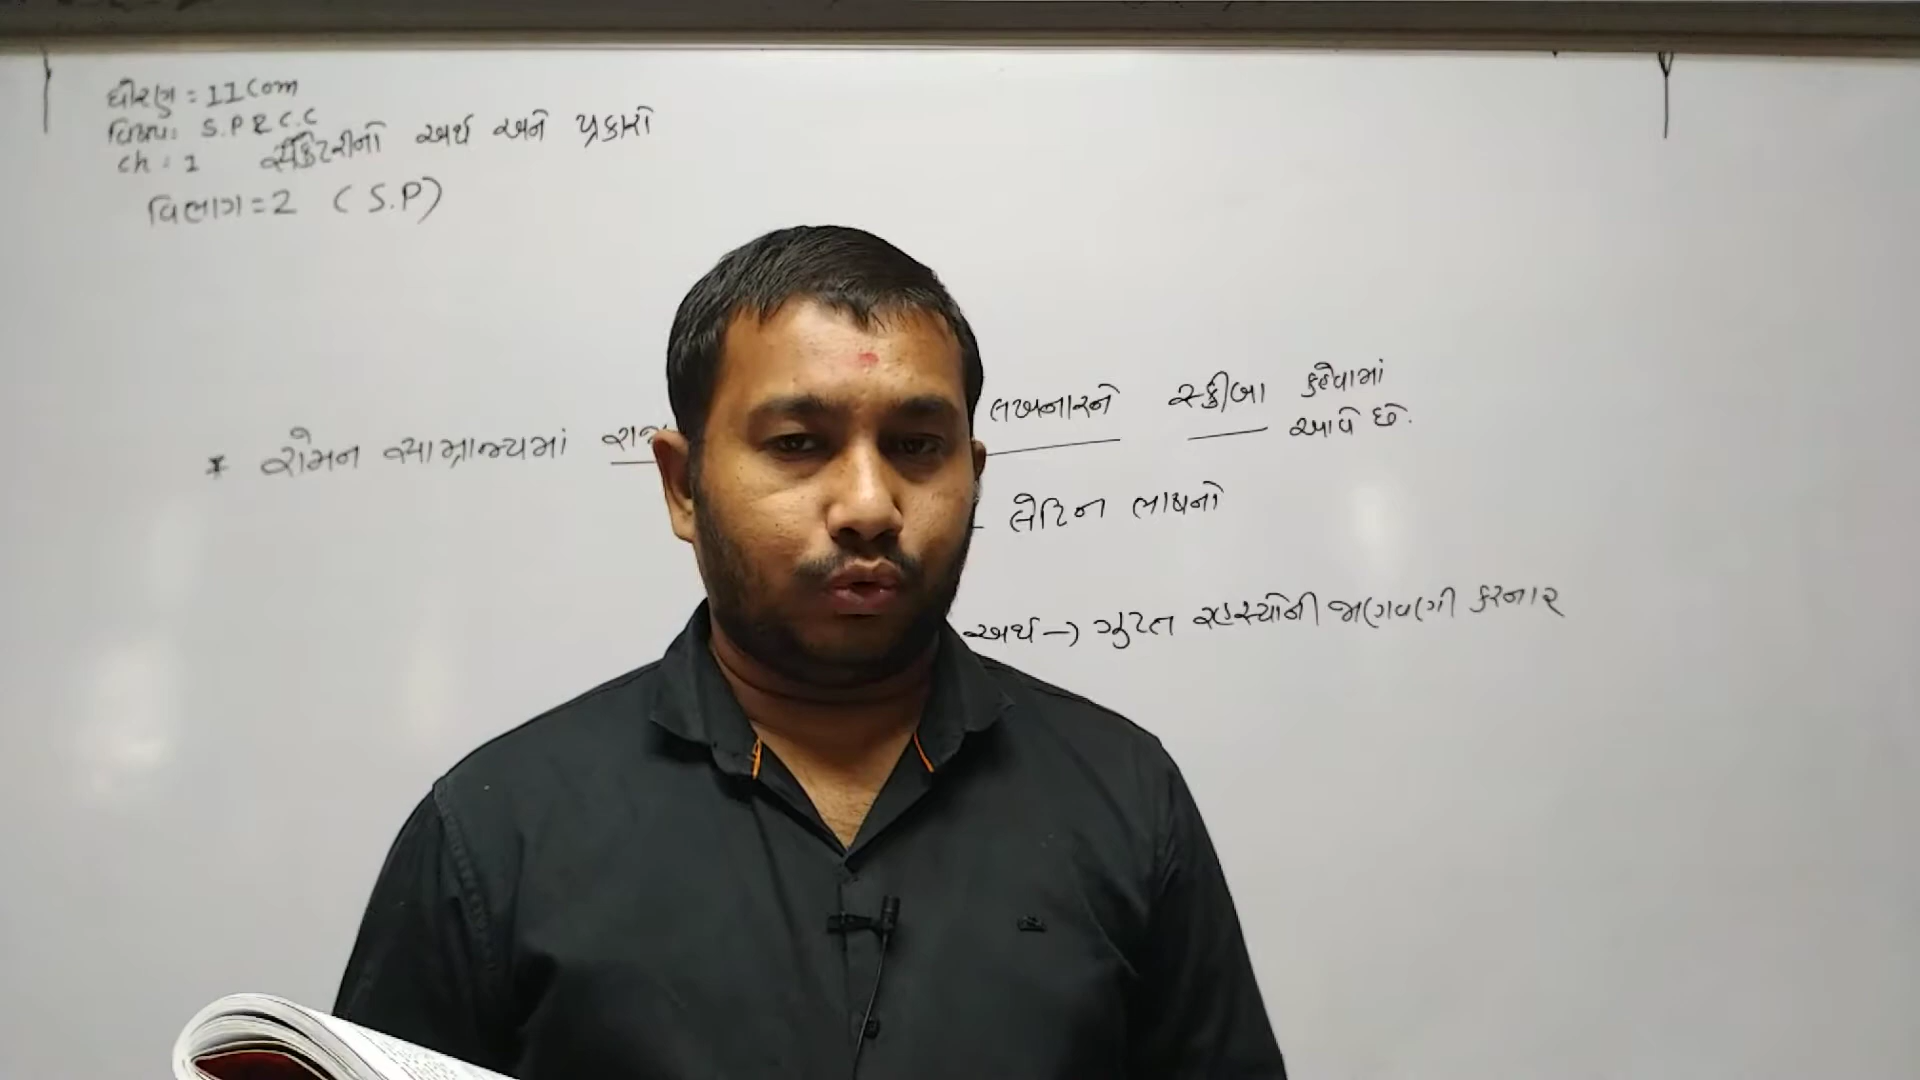 ધોરણ : 11 Com
વિષય : S.P & C.C
Ch : 1 સેક્રેટરીનો અર્થ અને પ્રકારો
વિભાગ = 2 ( S.P )
* રોમન સામ્રાજ્યમાં લખનારને સ્ક્રીબા કહેવામાં
આવે છે.
લેટિન ભાષાનો
અર્થ → ગુપ્ત રહસ્યોની જાળવણી કરનાર